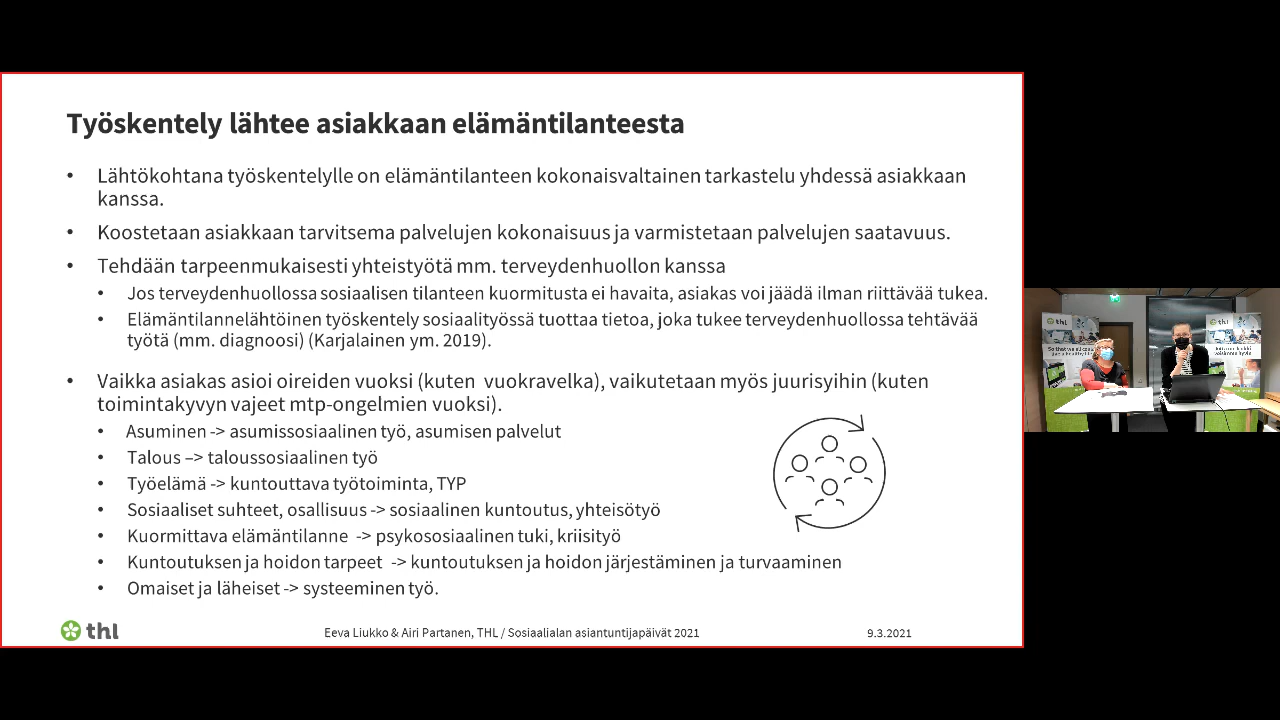 Työskentely lähtee asiakkaan elämäntilanteesta
• Lähtökohtana työskentelylle on elämäntilanteen kokonaisvaltainen tarkastelu yhdessä asiakkaan
kanssa.
• Koostetaan asiakkaan tarvitsema palvelujen kokonaisuus ja varmistetaan palvelujen saatavuus.
• Tehdään tarpeenmukaisesti yhteistyötä mm. terveydenhuollon kanssa
• Jos terveydenhuollossa sosiaalisen tilanteen kuormitusta ei havaita, asiakas voi jäädä ilman riittävää tukea.
• Elämäntilannelähtöinen työskentely sosiaalityössä tuottaa tietoa, joka tukee terveydenhuollossa tehtävää
työtä (mm. diagnoosi) (Karjalainen ym. 2019).
• Vaikka asiakas asioi oireiden vuoksi (kuten vuokravelka), vaikutetaan myös juurisyihin (kuten
toimintakyvyn vajeet mtp-ongelmien vuoksi).
• Asuminen -> asumissosiaalinen työ, asumisen palvelut
• Talous –> taloussosiaalinen työ
• Työelämä -> kuntouttava työtoiminta, TYP
• Sosiaaliset suhteet, osallisuus -> sosiaalinen kuntoutus, yhteisötyö
• Kuormittava elämäntilanne -> psykososiaalinen tuki, kriisityö
• Kuntoutuksen ja hoidon tarpeet -> kuntoutuksen ja hoidon järjestäminen ja turvaaminen
• Omaiset ja läheiset -> systeeminen työ.
thl
Eeva Liukko & Airi Partanen, THL / Sosiaalialan asiantuntijapäivät 2021
9.3.2021
thl
thl